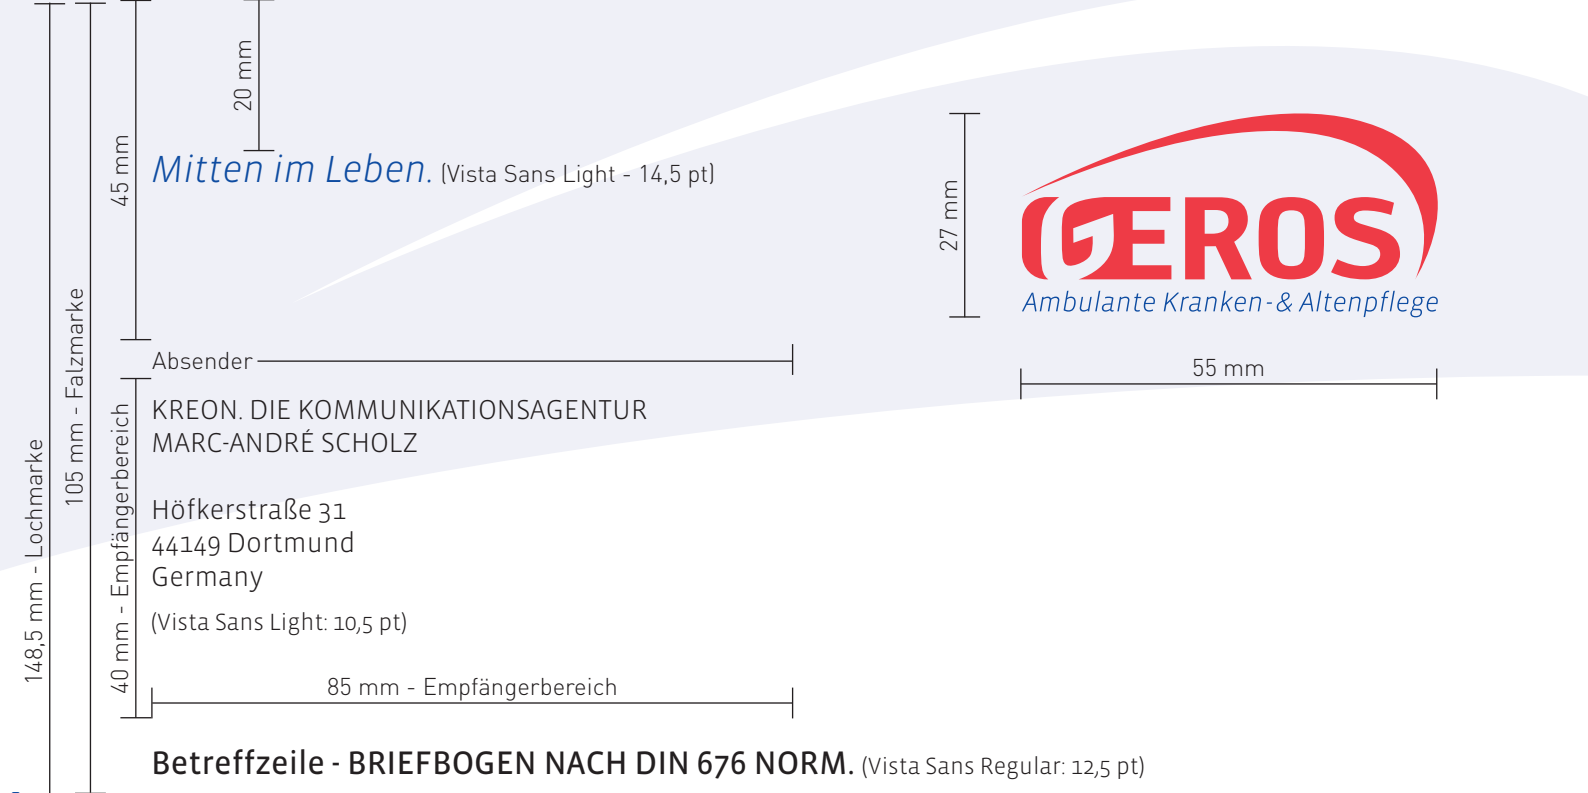 20 mm
45 mm
Mitten im Leben. (Vista Sans Light - 14,5 pt)
27 mm
GEROS
Ambulante Kranken- & Altenpflege
55 mm
Absender
148,5 mm - Lochmarke
105 mm - Falzmarke
40 mm - Empfängerbereich
KREON. DIE KOMMUNIKATIONSAGENTUR
MARC-ANDRÉ SCHOLZ
Höfkerstraße 31
44149 Dortmund
Germany
(Vista Sans Light: 10,5 pt)
85 mm - Empfängerbereich
Betreffzeile - BRIEFBOGEN NACH DIN 676 NORM. (Vista Sans Regular: 12,5 pt)